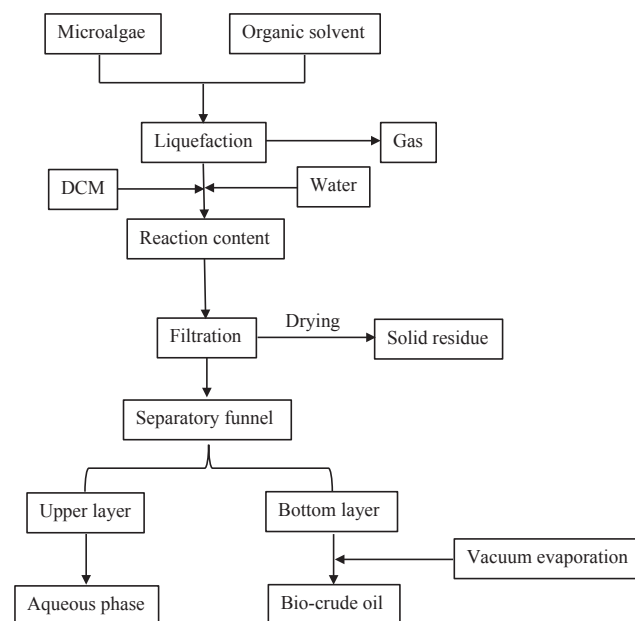 Microalgae
Organic solvent
Liquefaction
Gas
DCM
Water
Reaction content
Drying
Filtration
Solid residue
Separatory funnel
Upper layer
Bottom layer
Vacuum evaporation
Aqueous phase
Bio-crude oil